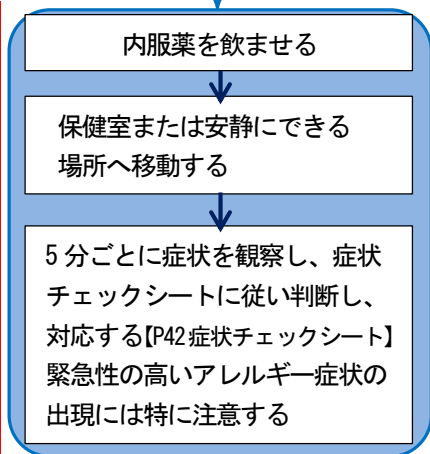 内服薬を飲ませる
保健室または安静にできる
場所へ移動する
5分ごとに症状を観察し、症状
チェックシートに従い判断し、
対応する【P42症状チェックシート】
緊急性の高いアレルギー症状の
出現には特に注意する